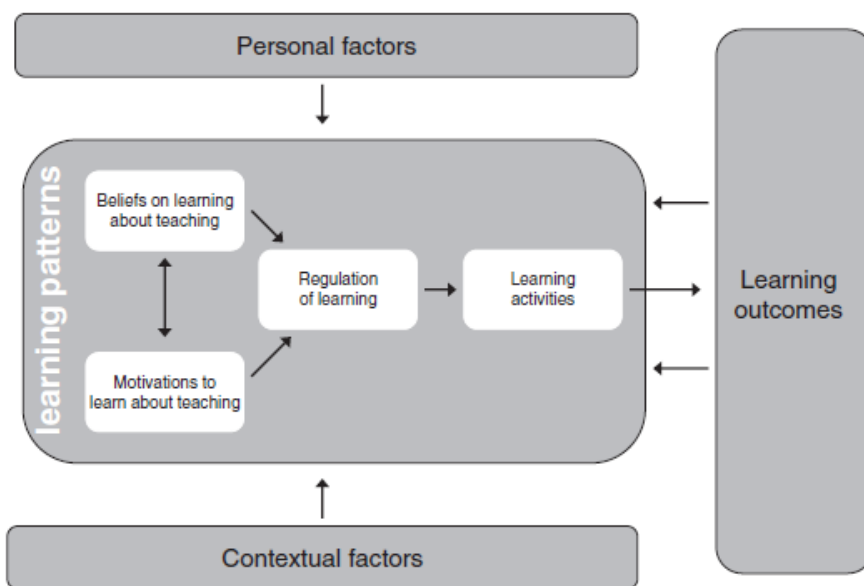 Personal factors
learning patterns
Beliefs on learning
about teaching
Regulation
of learning
Learning
activities
Motivations to
learn about teaching
Learning
outcomes
Contextual factors